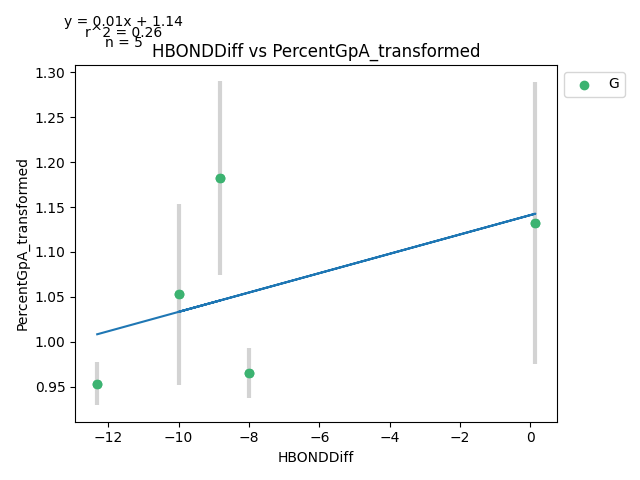 y = 0.01x + 1.14
r^2 = 0.26
n = 5
HBONDDiff vs PercentGpA_transformed
G
PercentGpA_transformed
1.30
1.25
1.20
1.15
1.10
1.05
1.00
0.95
−12
−10
−8
−6
−4
−2
0
HBONDDiff